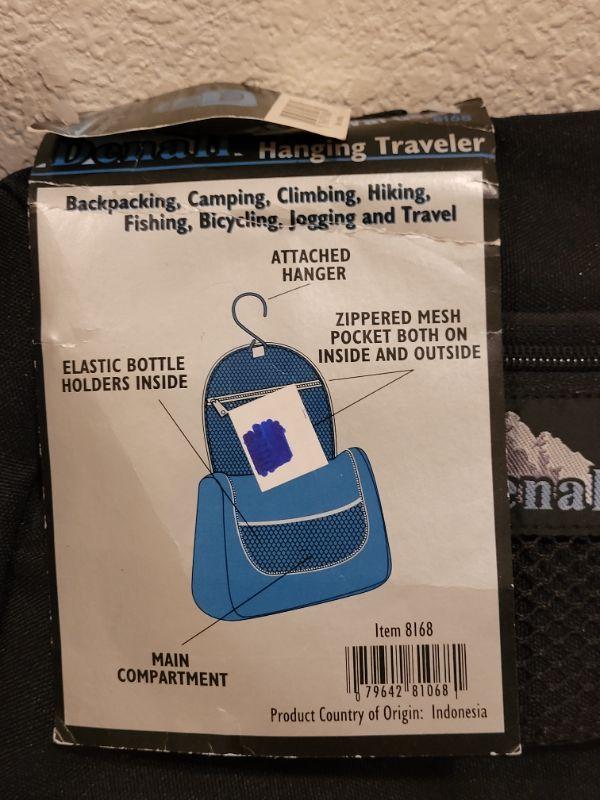 8168
Denali Hanging Traveler
Backpacking, Camping, Climbing, Hiking,
Fishing, Bicycling, Jogging and Travel
ATTACHED
HANGER
ZIPPERED MESH
POCKET BOTH ON
INSIDE AND OUTSIDE
ELASTIC BOTTLE
HOLDERS INSIDE
enal
MAIN
COMPARTMENT
Item 8168
0 79642 81068 1
Product Country of Origin: Indonesia